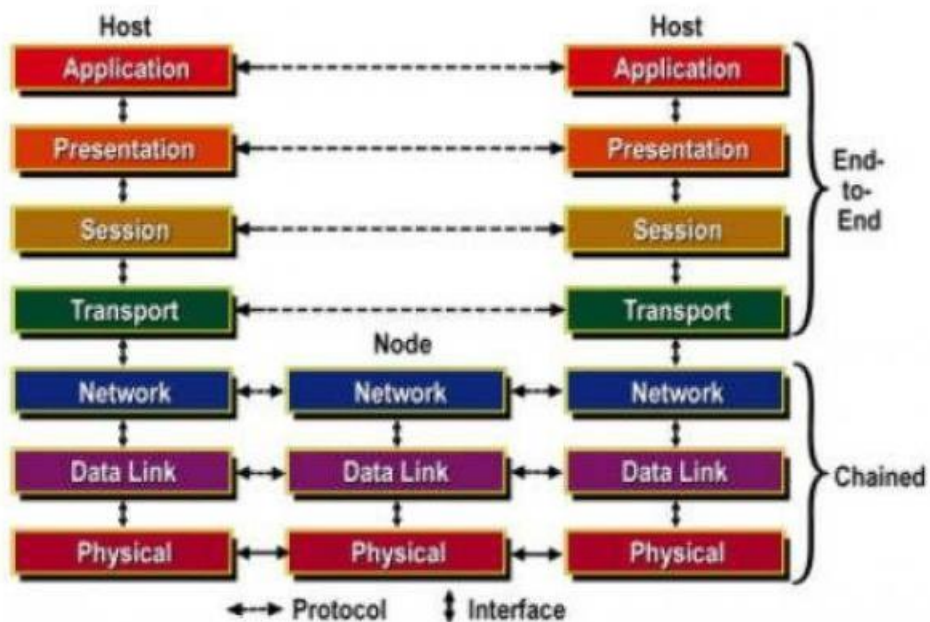 Host Host
Application Application
Presentation Presentation
Session Session
End-
to-
End
Transport Transport
Node
Network Network Network
Data Link Data Link Data Link
Chained
Physical Physical Physical
Protocol Interface